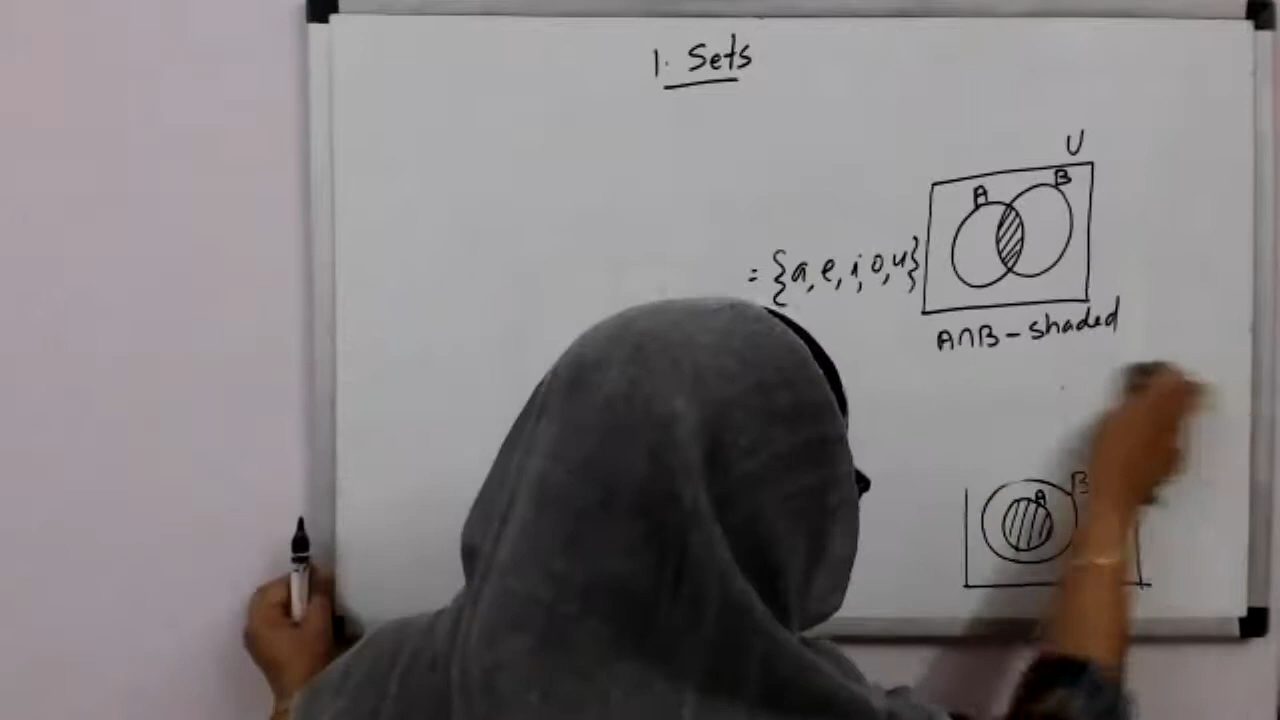 1. Sets
U
A B
= {a, e, i, o, u}
A∩B - shaded
A B